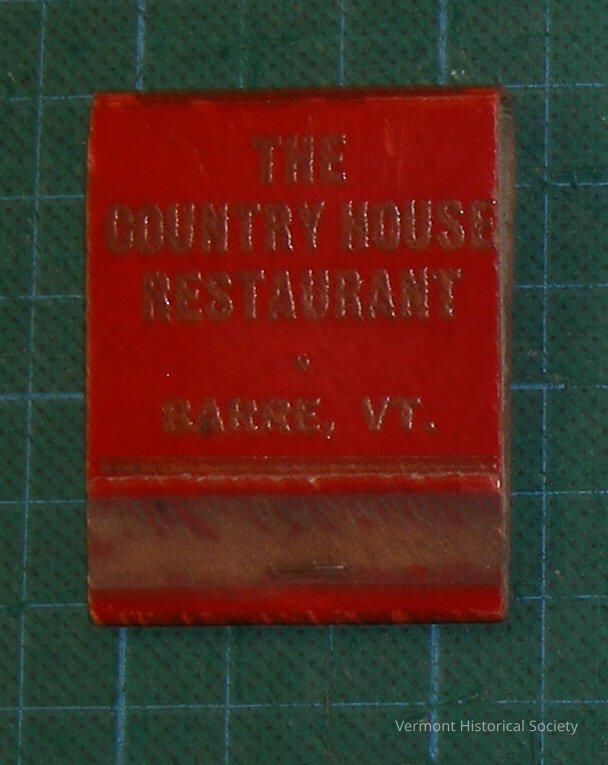 THE
COUNTRY HOUSE
RESTAURANT
BARRE, VT.
Vermont Historical Society